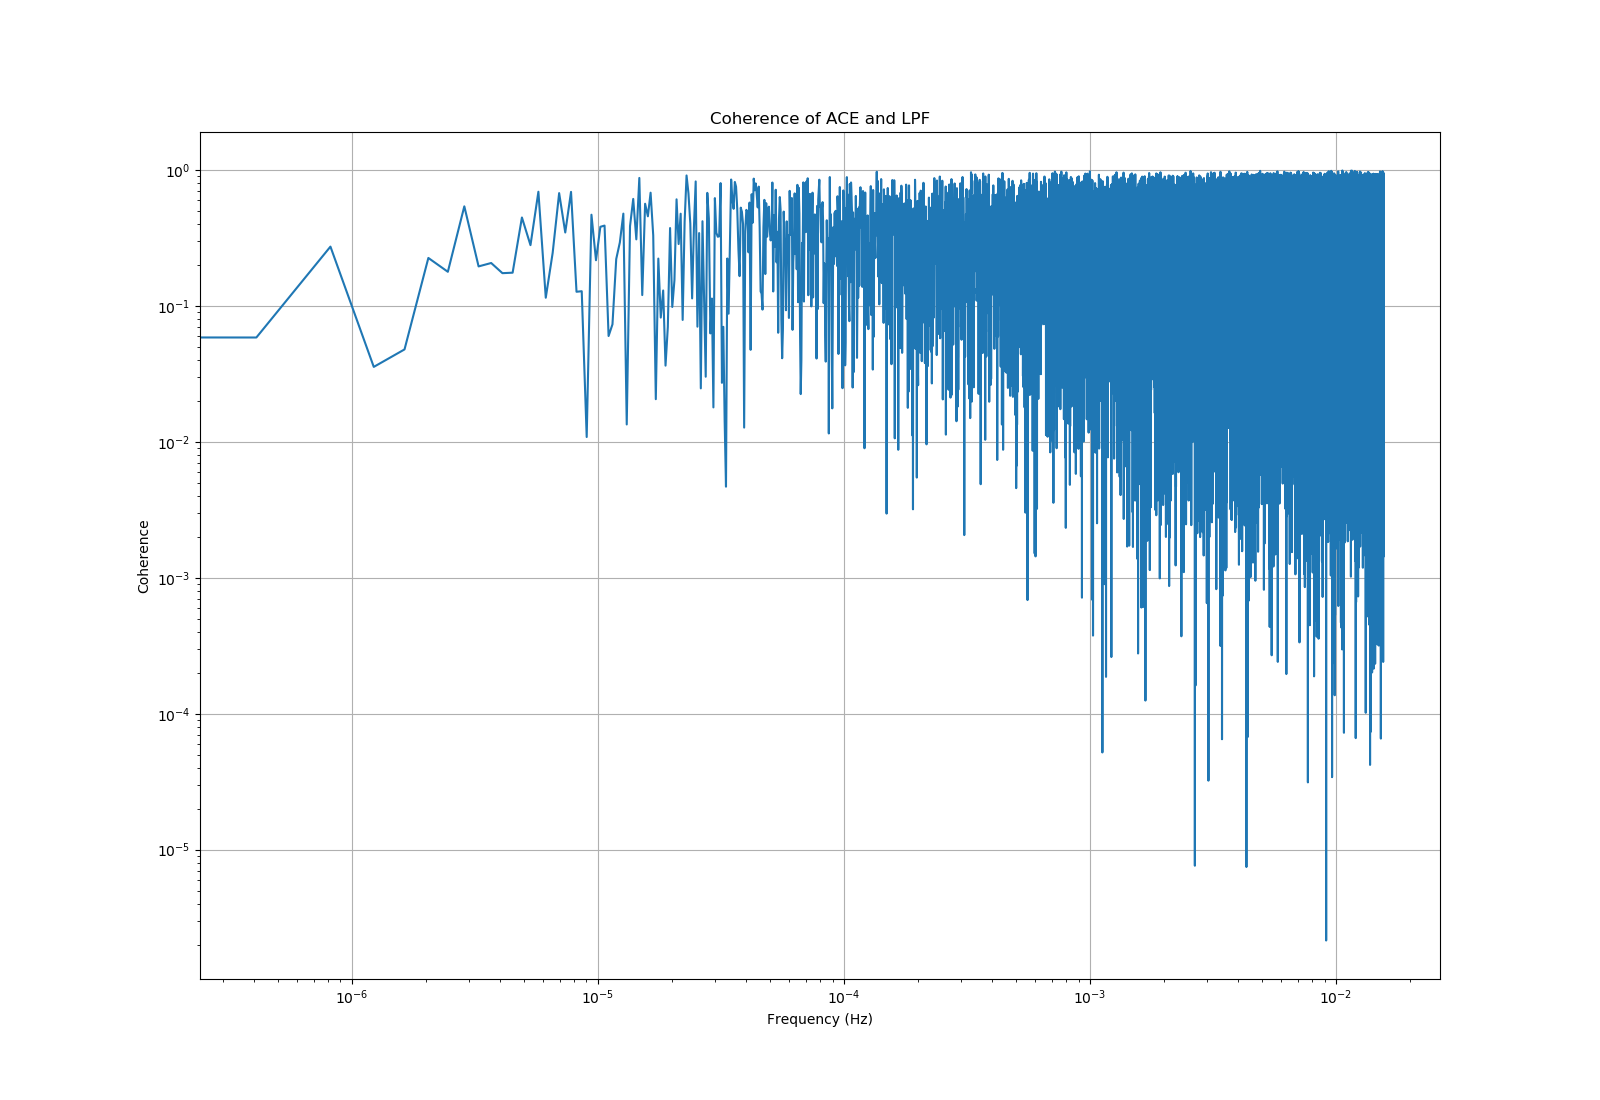 Coherence of ACE and LPF
Coherence
10⁰
10⁻¹
10⁻²
10⁻³
10⁻⁴
10⁻⁵
10⁻⁶ 10⁻⁵ 10⁻⁴ 10⁻³ 10⁻²
Frequency (Hz)